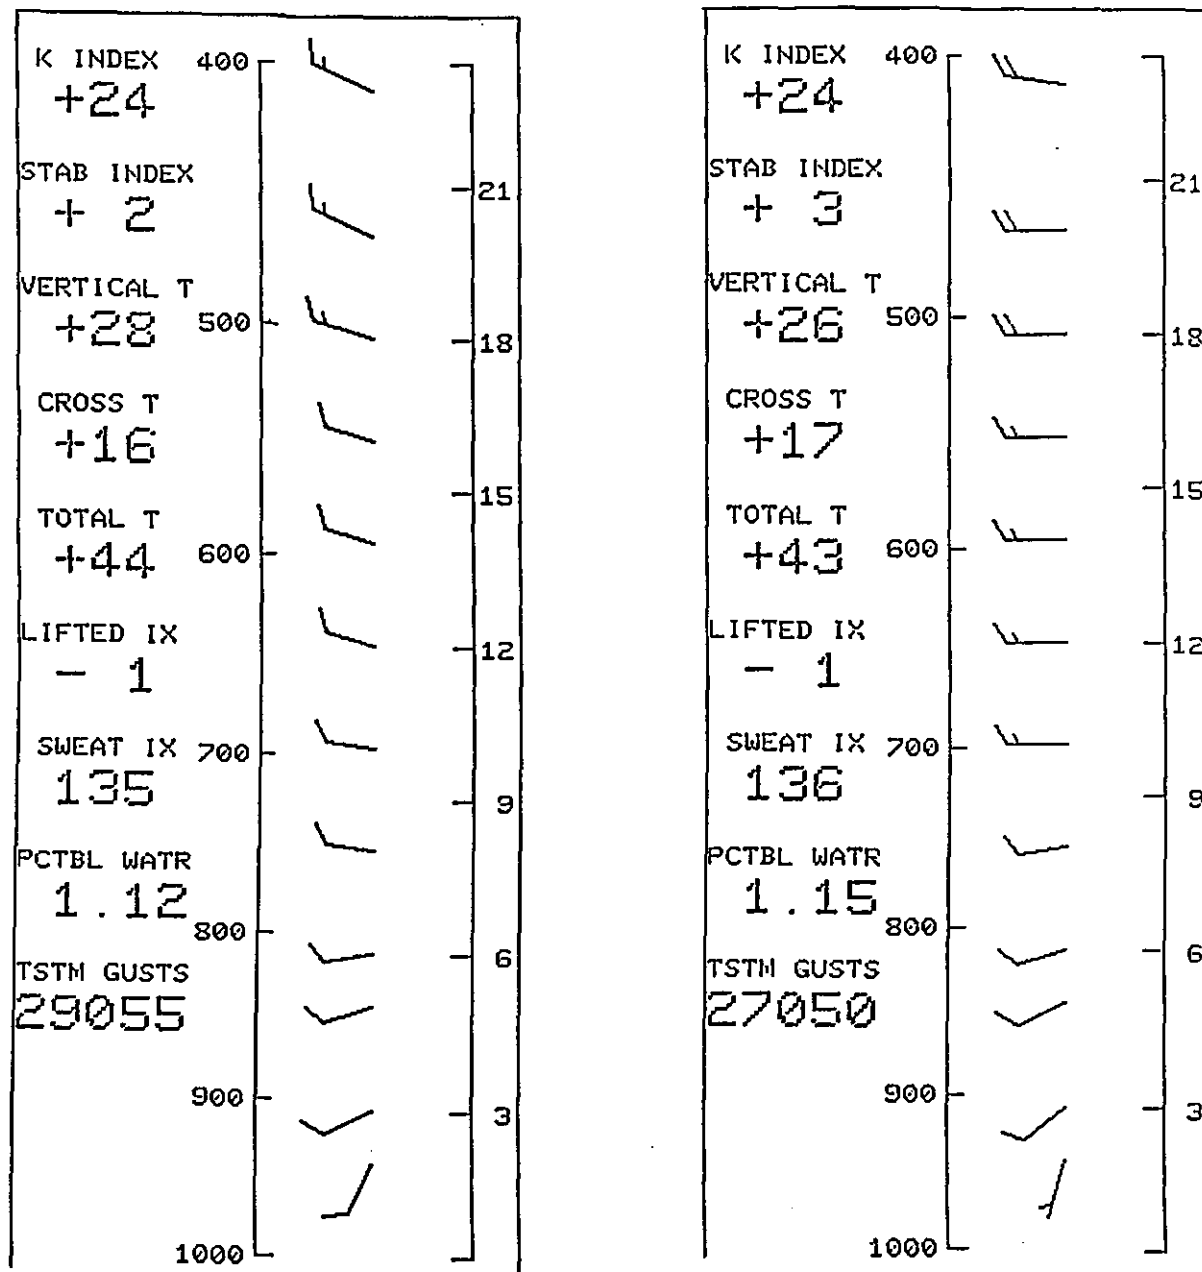 K INDEX 400
+24
STAB INDEX
+ 2
21
VERTICAL T
+28 500
18
CROSS T
+16
15
TOTAL T
+44 600
LIFTED IX
- 1
12
SWEAT IX 700
135
9
PCTBL WATR
1.12
800
6
TSTM GUSTS
29055
900
3
1000
K INDEX 400
+24
STAB INDEX
+ 3
21
VERTICAL T
+26 500
18
CROSS T
+17
15
TOTAL T
+43 600
LIFTED IX
- 1
12
SWEAT IX 700
136
9
PCTBL WATR
1.15
800
6
TSTM GUSTS
27050
900
3
1000